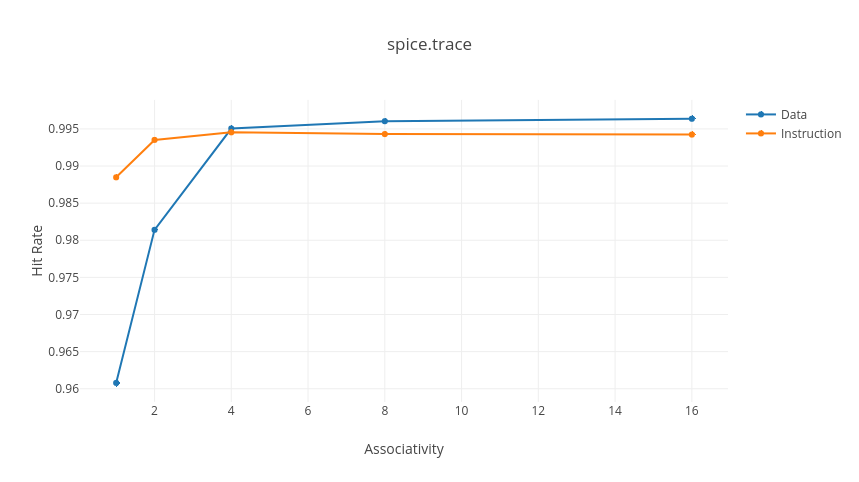 spice.trace
Data
Instruction
Hit Rate
0.995
0.99
0.985
0.98
0.975
0.97
0.965
0.96
2 4 6 8 10 12 14 16
Associativity